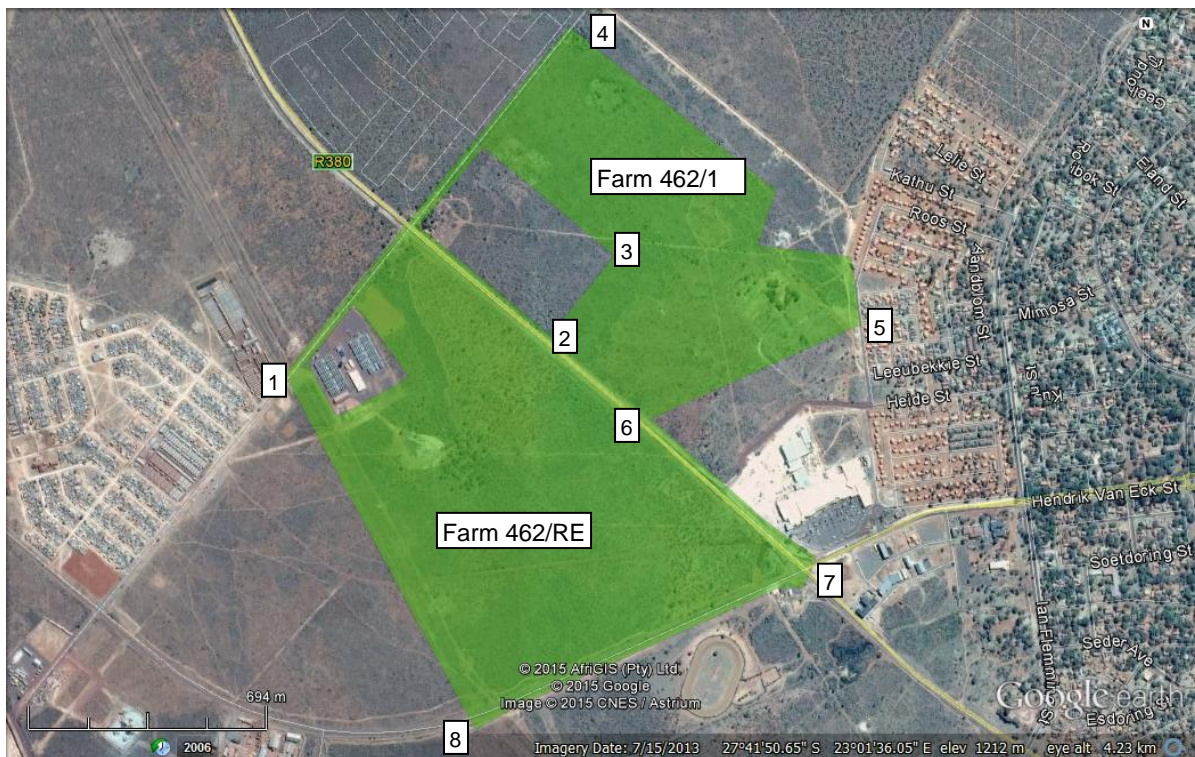 4
N
R380
Farm 462/1
Lelie St
Kathu St
Roos St
Eland St
Aandblom St
3
Mimosa St
5
2
1
Leeubekkie St
Kuu St
Heide St
6
Hendrik Van Eck St
Farm 462/RE
Soetdoring St
7
Ian Flemming St
Seder Ave
© 2015 AfriGIS (Pty) Ltd.
© 2015 Google
Image © 2015 CNES / Astrium
694 m
Google earth
Esdoring St
8
2006
Imagery Date: 7/15/2013 27°41'50.65" S 23°01'36.05" E elev 1212 m eye alt 4.23 km